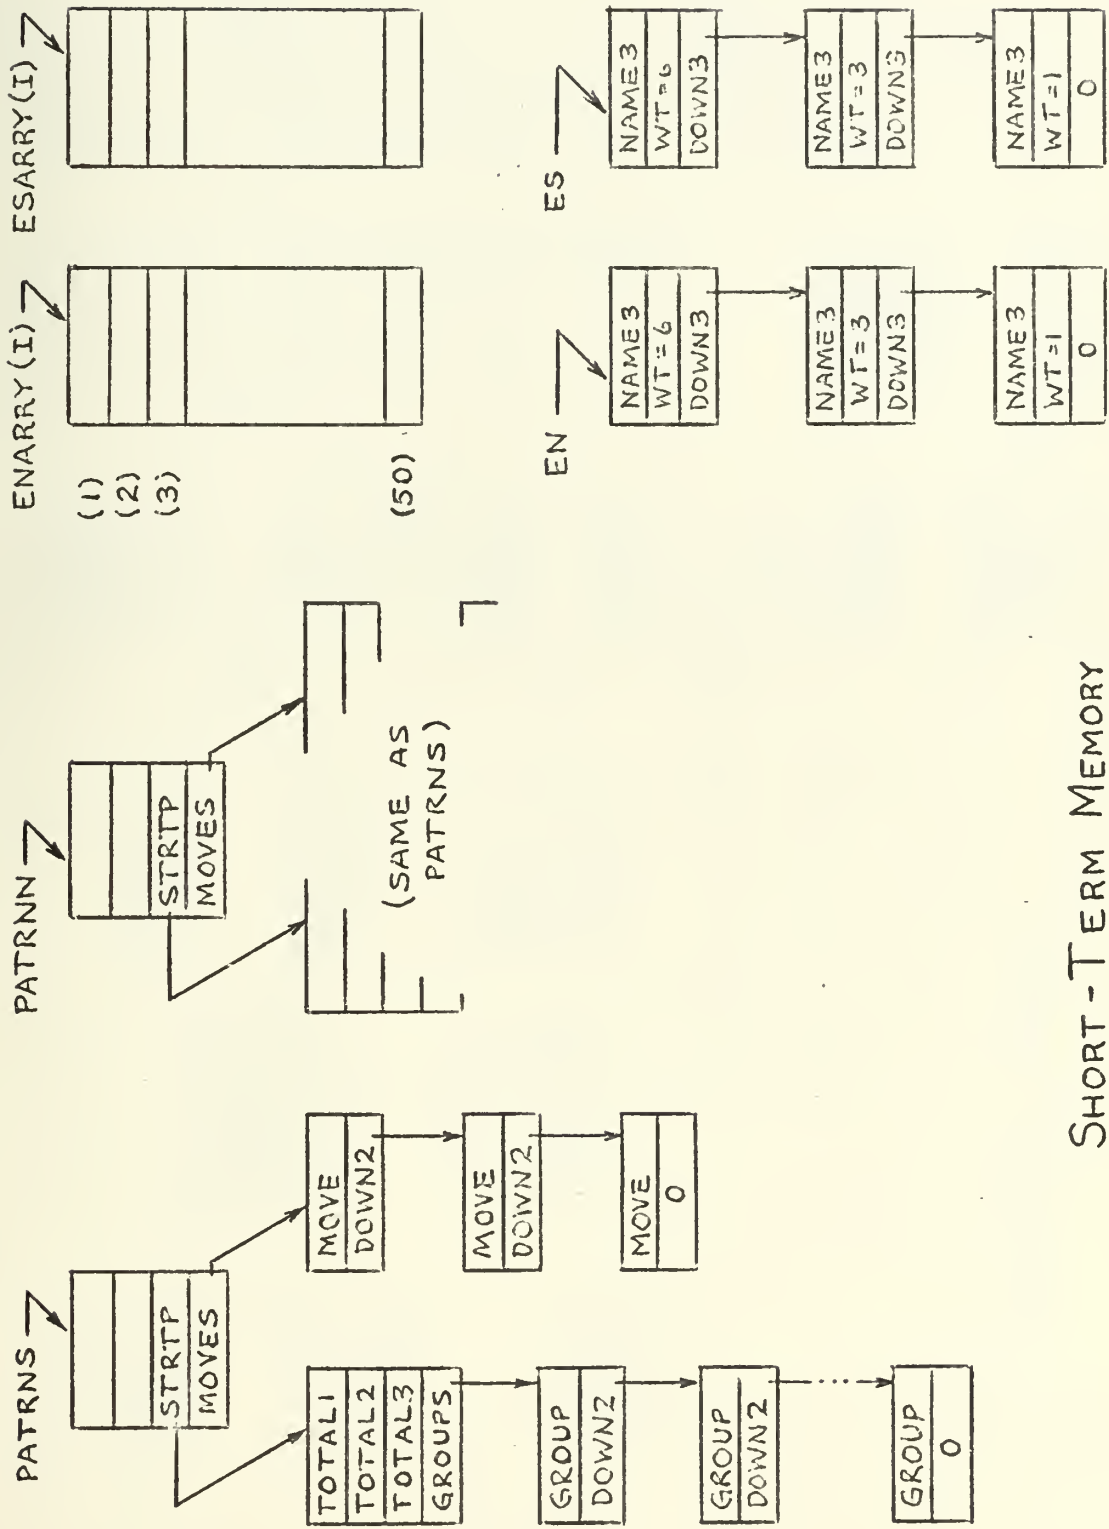 PATRNS
STRTP
MOVES
TOTAL1
TOTAL2
TOTAL3
GROUPS
GROUP
DOWN2
GROUP
DOWN2
GROUP
0
MOVE
DOWN2
MOVE
DOWN2
MOVE
0
PATRNN
STRTP
MOVES
(SAME AS
PATRNS)
ENARRY(I)
(1)
(2)
(3)
(50)
ESARRY(I)
EN
NAME3
WT=6
DOWN3
NAME3
WT=3
DOWN3
NAME3
WT=1
0
ES
NAME3
WT=6
DOWN3
NAME3
WT=3
DOWN3
NAME3
WT=1
0
SHORT-TERM MEMORY